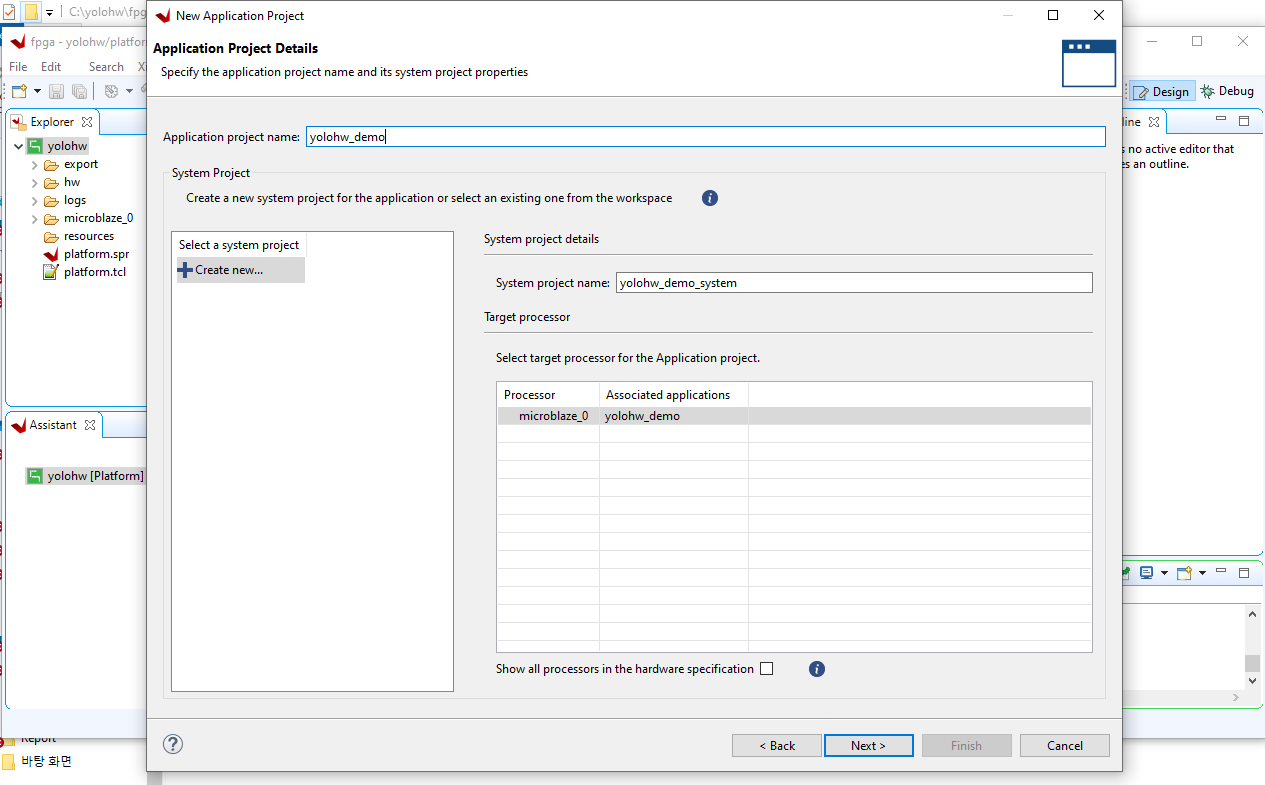 C:\yolohw\fpg
New Application Project
fpga - yolohw/platfor
Application Project Details
Specify the application project name and its system project properties
File Edit Search
Design Debug
Explorer
line
Application project name: yolohw_demo
yolohw
s no active editor that
es an outline.
export
hw
logs
microblaze_0
resources
platform.spr
platform.tcl
System Project
Create a new system project for the application or select an existing one from the workspace
Select a system project
Create new...
System project details
System project name: yolohw_demo_system
Target processor
Select target processor for the Application project.
Processor Associated applications
microblaze_0 yolohw_demo
Assistant
yolohw [Platform]
Show all processors in the hardware specification
< Back Next > Finish Cancel
Report
바탕 화면